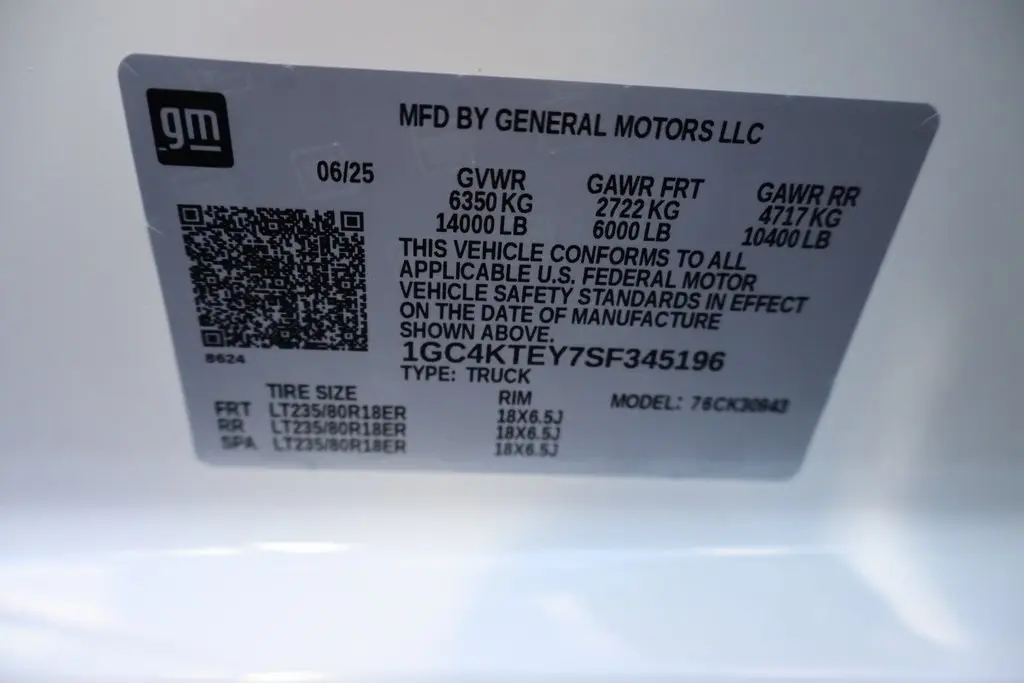 gm
MFD BY GENERAL MOTORS LLC
06/25
GVWR GAWR FRT GAWR RR
6350 KG 2722 KG 4717 KG
14000 LB 6000 LB 10400 LB
THIS VEHICLE CONFORMS TO ALL
APPLICABLE U.S. FEDERAL MOTOR
VEHICLE SAFETY STANDARDS IN EFFECT
ON THE DATE OF MANUFACTURE
SHOWN ABOVE.
8624
1GC4KTEY7SF345196
TYPE: TRUCK
TIRE SIZE RIM MODEL: 76CK30943
FRT LT235/80R18ER 18X6.5J
RR LT235/80R18ER 18X6.5J
SPA LT235/80R18ER 18X6.5J